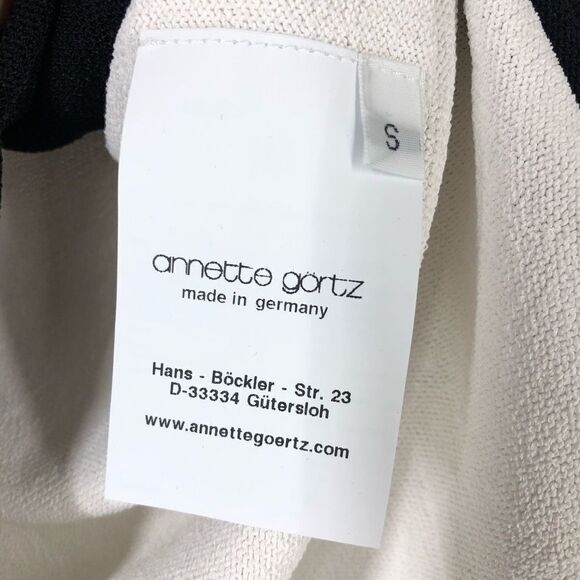 S
annette görtz
made in germany
Hans - Böckler - Str. 23
D-33334 Gütersloh
www.annettegoertz.com